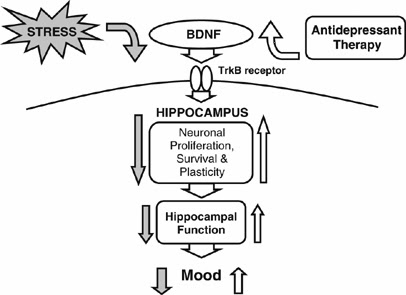 STRESS
BDNF
Antidepressant
Therapy
TrkB receptor
HIPPOCAMPUS
Neuronal
Proliferation,
Survival &
Plasticity
Hippocampal
Function
Mood